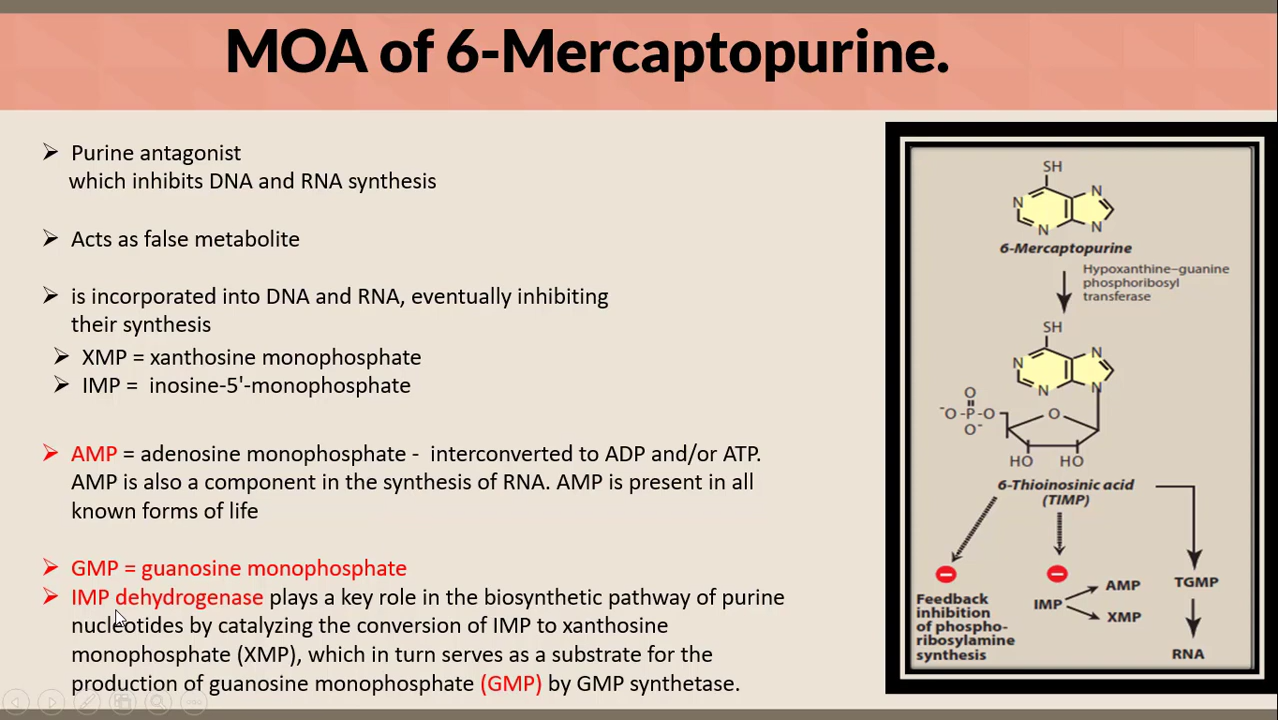 MOA of 6-Mercaptopurine.
➢ Purine antagonist
which inhibits DNA and RNA synthesis
➢ Acts as false metabolite
➢ is incorporated into DNA and RNA, eventually inhibiting
their synthesis
➢ XMP = xanthosine monophosphate
➢ IMP = inosine-5'-monophosphate
➢ AMP = adenosine monophosphate - interconverted to ADP and/or ATP.
AMP is also a component in the synthesis of RNA. AMP is present in all
known forms of life
➢ GMP = guanosine monophosphate
➢ IMP dehydrogenase plays a key role in the biosynthetic pathway of purine
nucleotides by catalyzing the conversion of IMP to xanthosine
monophosphate (XMP), which in turn serves as a substrate for the
production of guanosine monophosphate (GMP) by GMP synthetase.
SH
N
N
N
N
6-Mercaptopurine
Hypoxanthine–guanine
phosphoribosyl
transferase
SH
N
N
N
N
O
⁻O-P-O
O⁻
O
HO HO
6-Thioinosinic acid
(TIMP)
Feedback
inhibition
of phospho-
ribosylamine
synthesis
IMP
AMP
XMP
TGMP
RNA